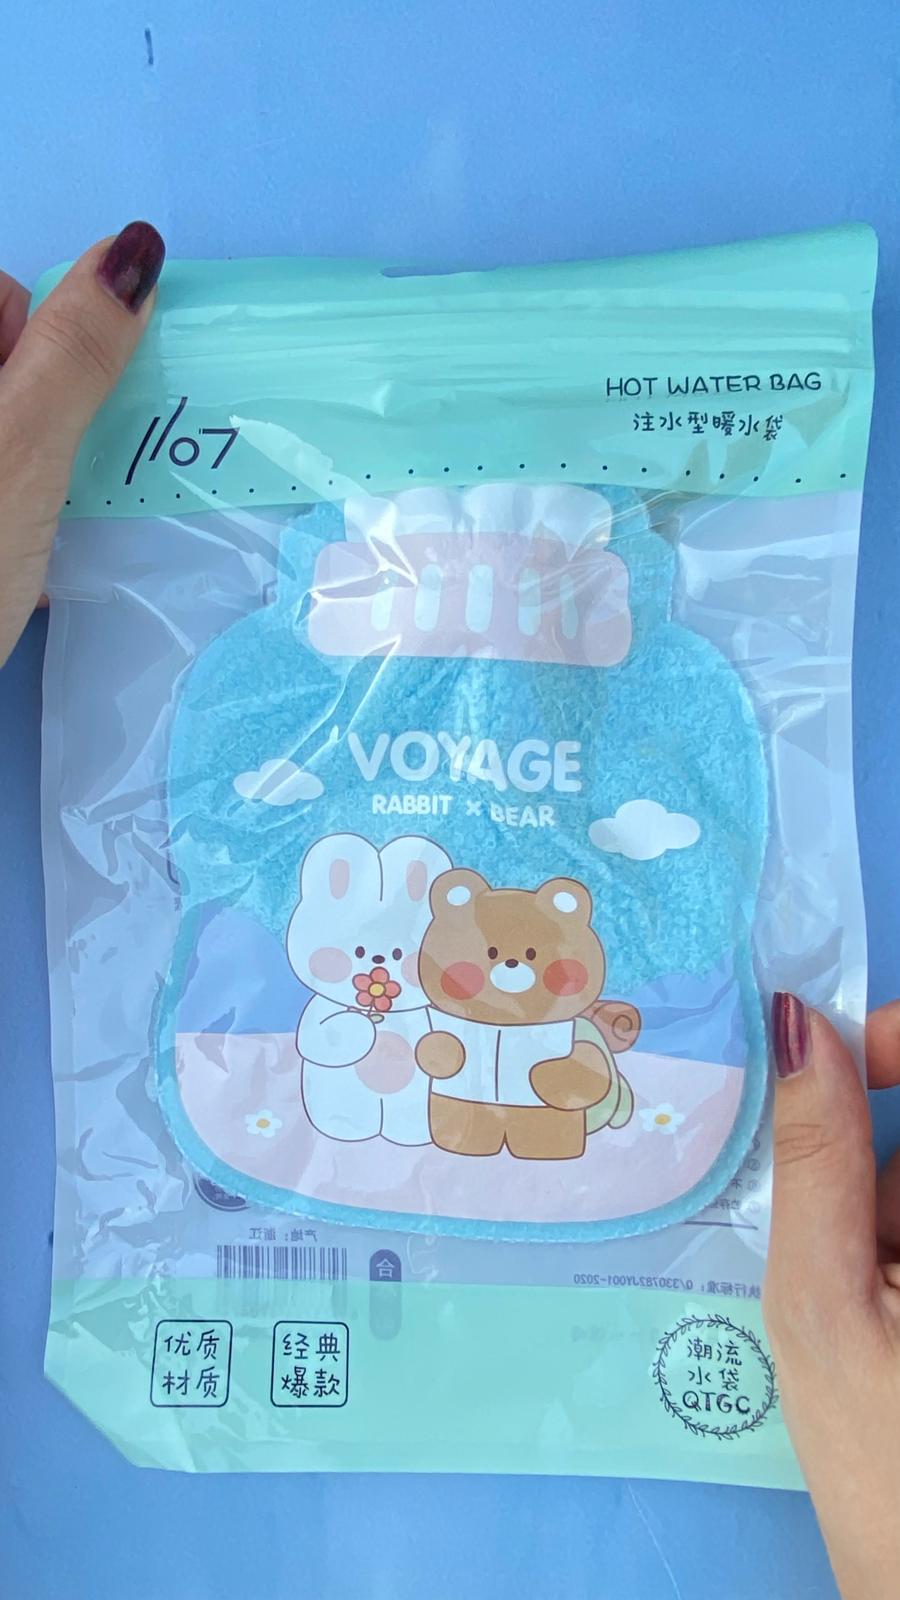 HOT WATER BAG
注水型暖水袋
1107
VOYAGE
RABBIT × BEAR
产地：浙江
合
执行标准：Q/330782JY001-2020
优质
材质
经典
爆款
潮流
水袋
QTGC